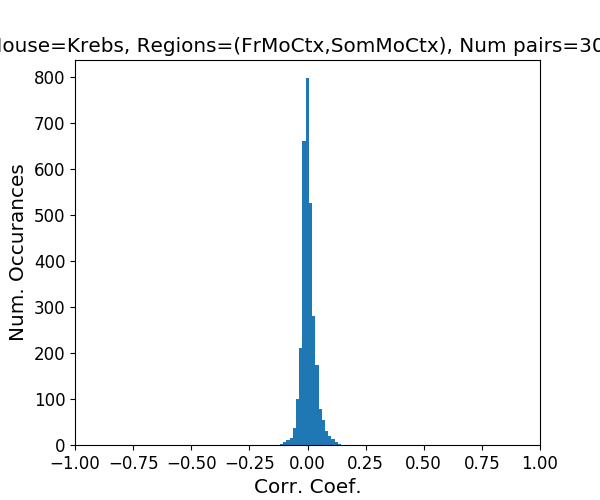 ouse=Krebs, Regions=(FrMoCtx,SomMoCtx), Num pairs=30
800
700
600
500
400
300
200
100
0
Num. Occurances
−1.00 −0.75 −0.50 −0.25 0.00 0.25 0.50 0.75 1.00
Corr. Coef.